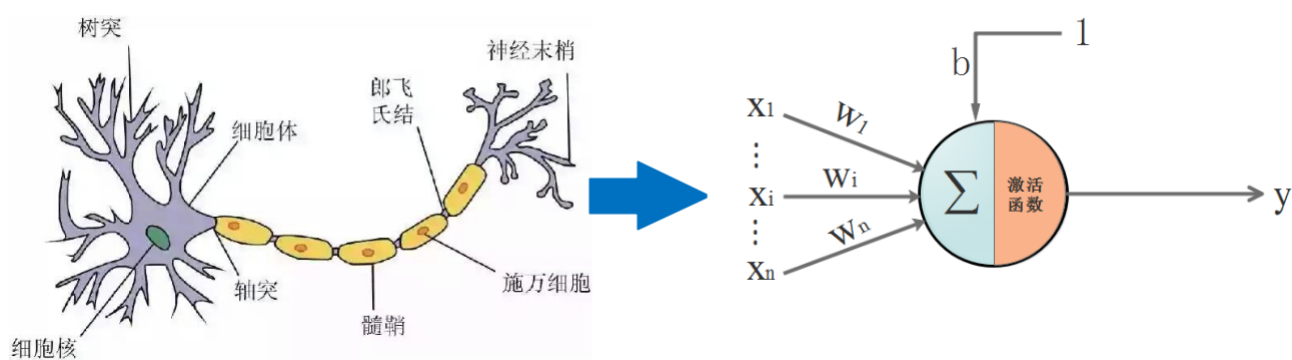 树突
神经末梢
郎飞
氏结
细胞体
轴突
施万细胞
髓鞘
细胞核
1
b
x1
w1
⋮
xi
wi
⋮
xn
wn
∑
激活
函数
y